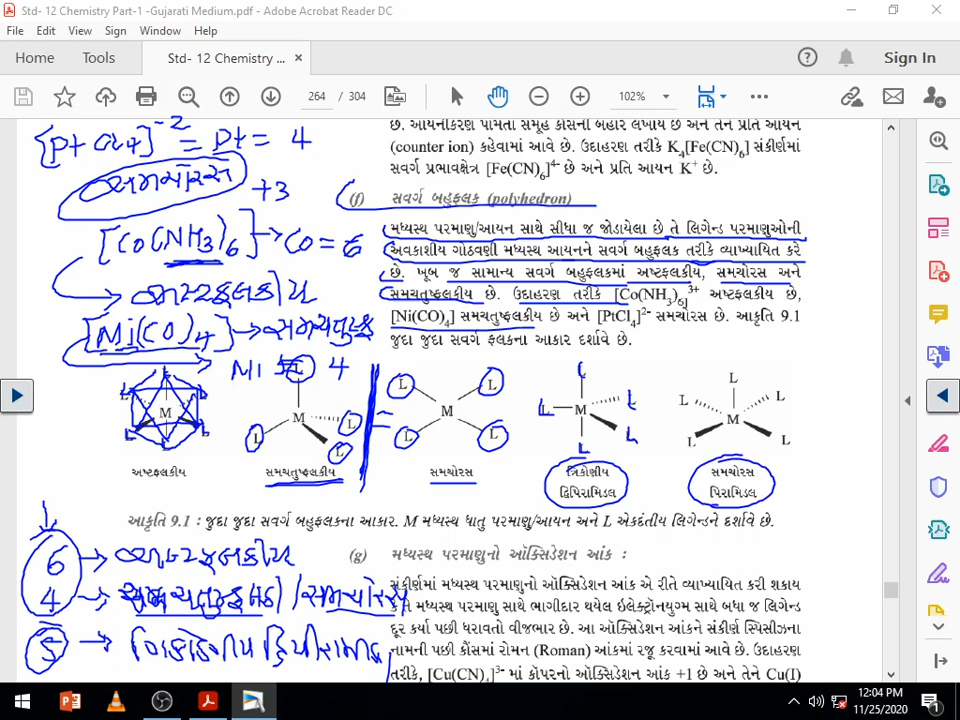 Std- 12 Chemistry Part-1 -Gujarati Medium.pdf - Adobe Acrobat Reader DC
File Edit View Sign Window Help
Home Tools Std- 12 Chemistry ... × Sign In
264 / 304 102%
છે. આયનીકરણ પામતો સમૂહ કૌંસની બહાર લખાય છે અને તેને પ્રતિ આયન
(counter ion) કહેવામાં આવે છે. ઉદાહરણ તરીકે K4[Fe(CN)6] સંકીર્ણમાં
સવર્ગ પ્રભાવક્ષેત્ર [Fe(CN)6]4- છે અને પ્રતિ આયન K+ છે.
= Pt = 4
+3
(f) સવર્ગ બહુફલક (polyhedron)
[Co(NH3)6] → Co = 6
મધ્યસ્થ પરમાણુ/આયન સાથે સીધા જ જોડાયેલા છે તે લિગેન્ડ પરમાણુઓની
અવકાશીય ગોઠવણી મધ્યસ્થ આયનને સવર્ગ બહુફલક તરીકે વ્યાખ્યાયિત કરે
છે. ખૂબ જ સામાન્ય સવર્ગ બહુફલકમાં અષ્ટફલકીય, સમચોરસ અને
સમચતુષ્ફલકીય છે. ઉદાહરણ તરીકે [Co(NH3)6]3+ અષ્ટફલકીય છે,
[Ni(CO)4] સમચતુષ્ફલકીય છે અને [PtCl4]2- સમચોરસ છે. આકૃતિ 9.1
જુદા જુદા સવર્ગ ફલકના આકાર દર્શાવે છે.
[Ni(CO)4] →
Ni = 4
L L L L L L M
L L L L M
L L L L M
L L L L L M
L L L L L M
અષ્ટફલકીય
સમચતુષ્ફલકીય
સમચોરસ
ત્રિકોણીય
દ્વિપિરામિડલ
સમચોરસ
પિરામિડલ
આકૃતિ 9.1 : જુદા જુદા સવર્ગ બહુફલકના આકાર. M મધ્યસ્થ ધાતુ પરમાણુ/આયન અને L એકદંતીય લિગેન્ડને દર્શાવે છે.
6 →
4 →
5 →
(g) મધ્યસ્થ પરમાણુનો ઑક્સિડેશન આંક :
સંકીર્ણમાં મધ્યસ્થ પરમાણુનો ઑક્સિડેશન આંક એ રીતે વ્યાખ્યાયિત કરી શકાય
મધ્યસ્થ પરમાણુ સાથે ભાગીદાર થયેલ ઇલેક્ટ્રૉનયુગ્મ સાથે બધા જ લિગેન્ડ
દૂર કર્યા પછી ધરાવતો વીજભાર છે. આ ઑક્સિડેશન આંકને સંકીર્ણ સ્પિસીઝના
નામની પછી કૌંસમાં રોમન (Roman) આંકમાં રજૂ કરવામાં આવે છે. ઉદાહરણ
તરીકે, [Cu(CN)4]3- માં કૉપરનો ઑક્સિડેશન આંક +1 છે અને તેને Cu(I)
12:04 PM
11/25/2020
1